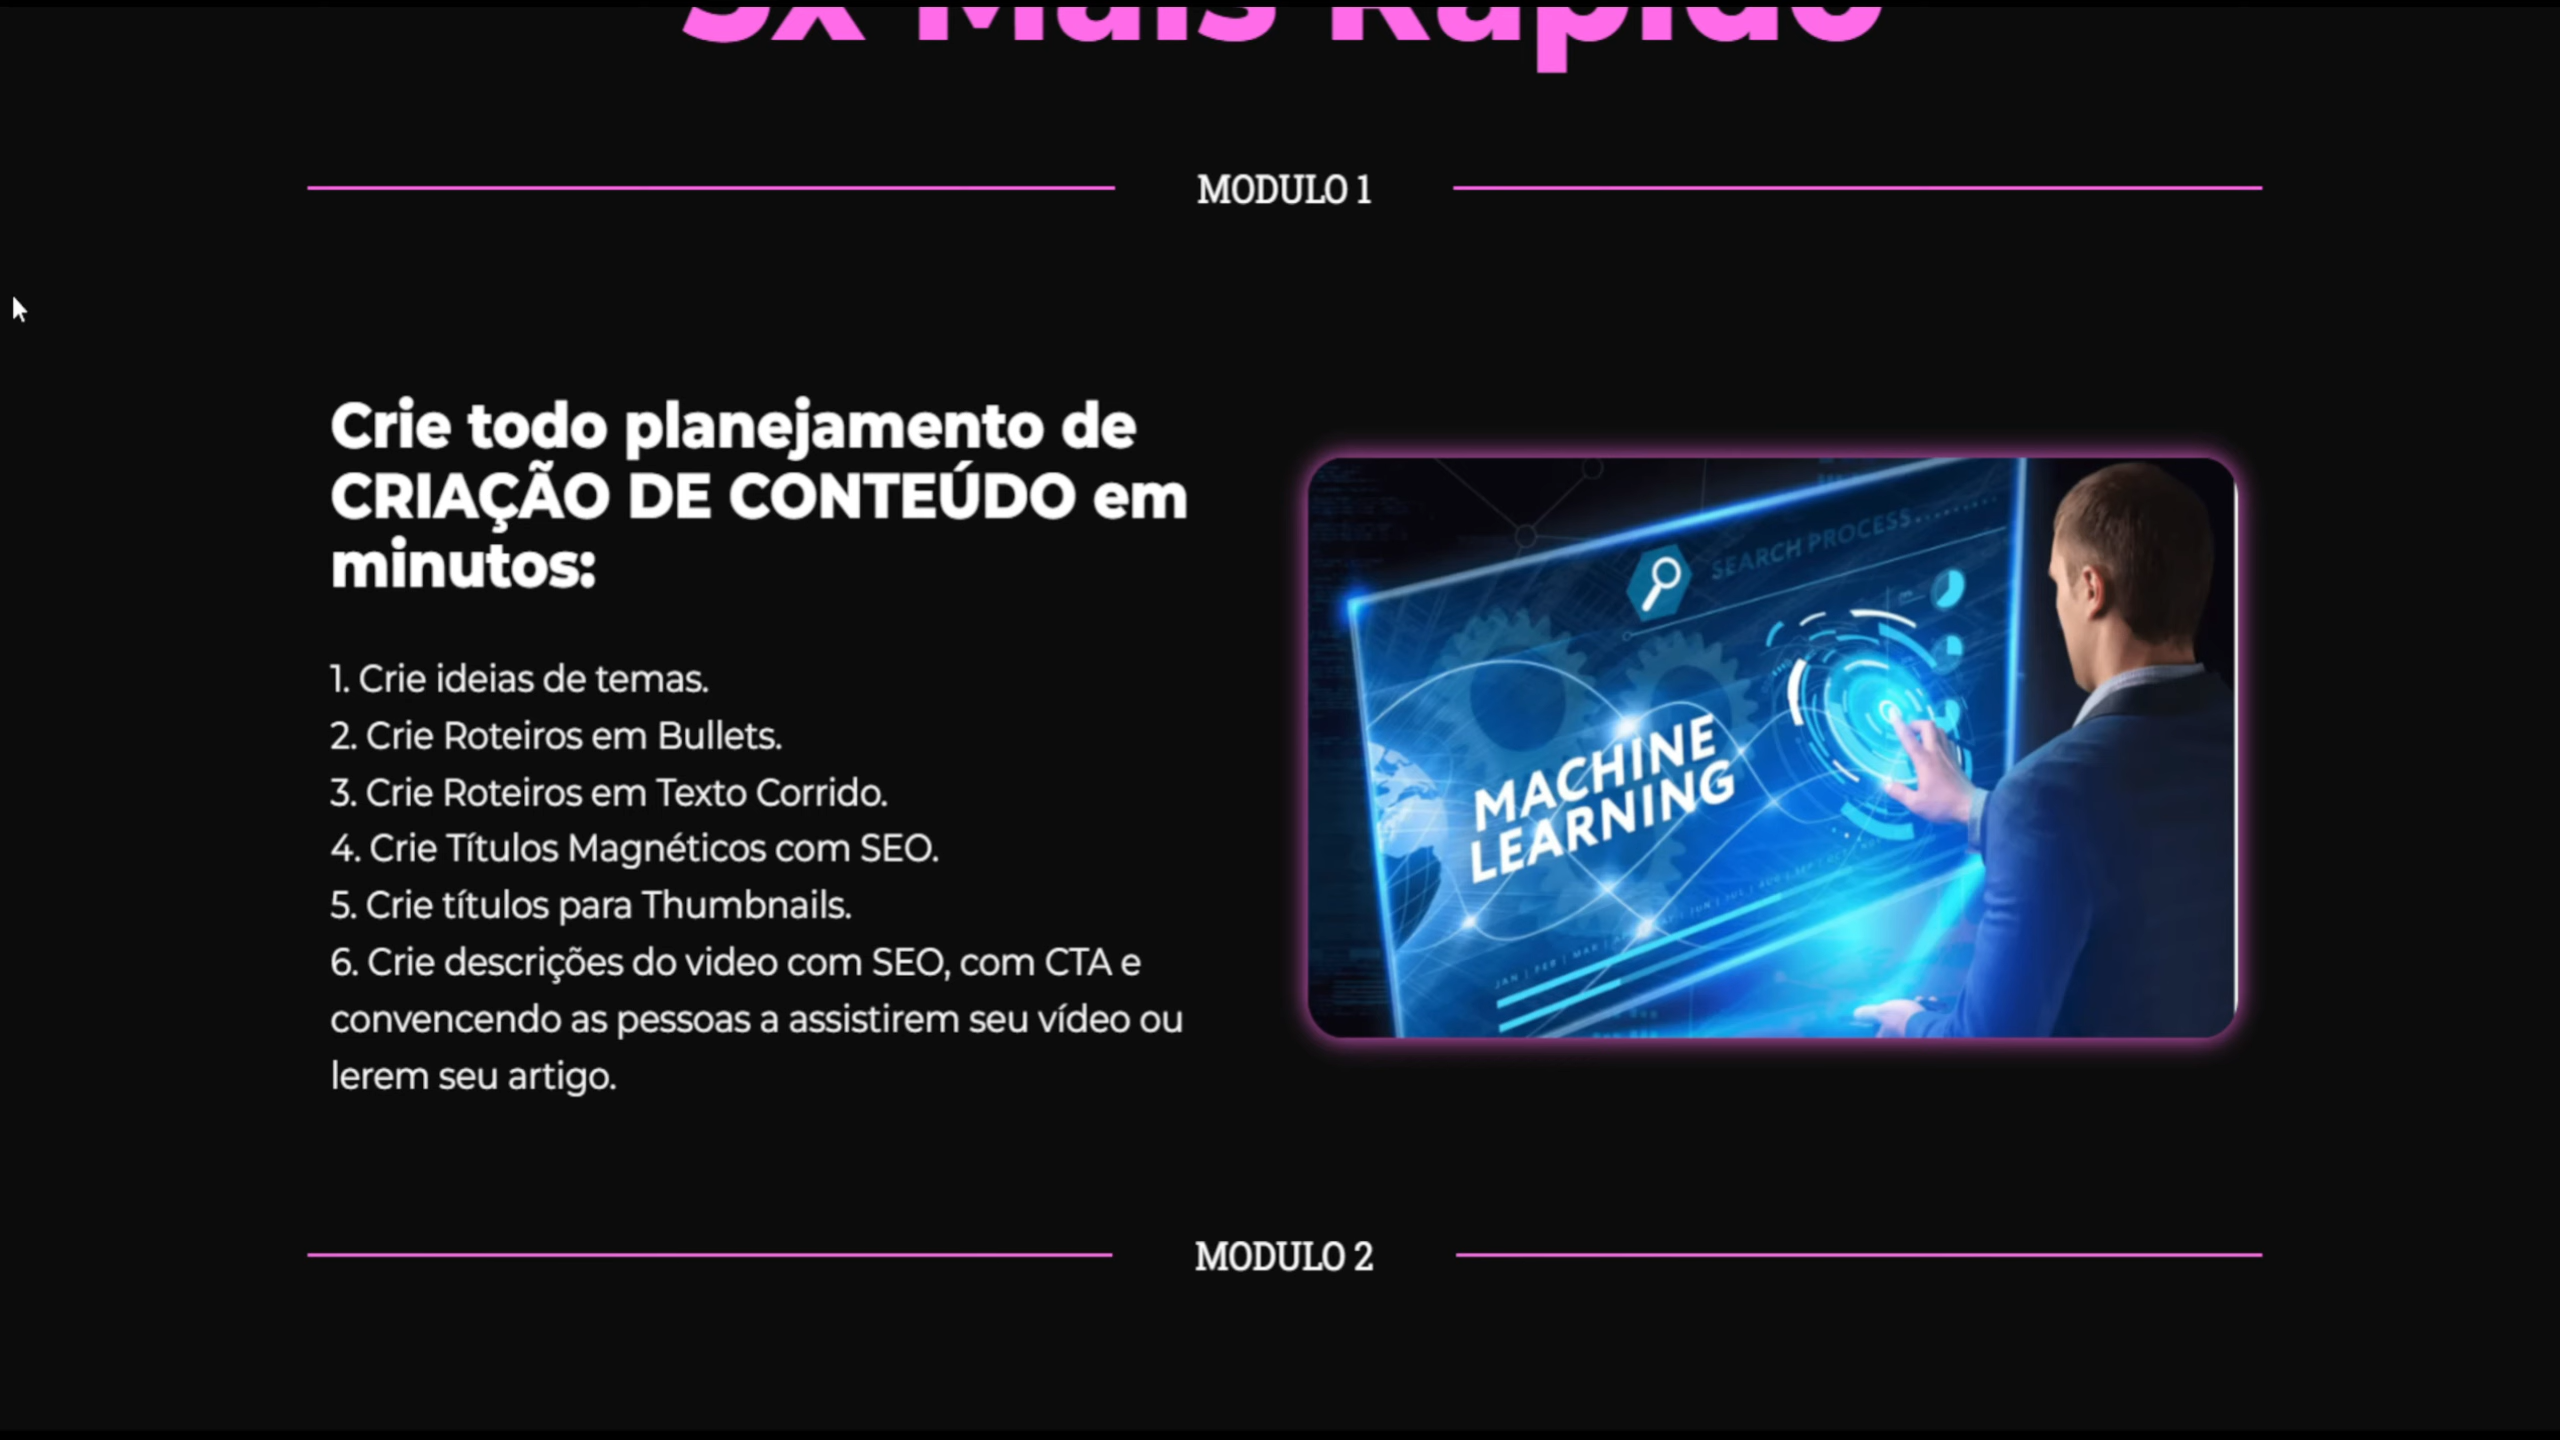 Mais Rápido
MODULO 1
Crie todo planejamento de
CRIAÇÃO DE CONTEÚDO em
minutos:
1. Crie ideias de temas.
2. Crie Roteiros em Bullets.
3. Crie Roteiros em Texto Corrido.
4. Crie Títulos Magnéticos com SEO.
5. Crie títulos para Thumbnails.
6. Crie descrições do video com SEO, com CTA e
convencendo as pessoas a assistirem seu vídeo ou
lerem seu artigo.
SEARCH PROCESS
MACHINE
LEARNING
MODULO 2